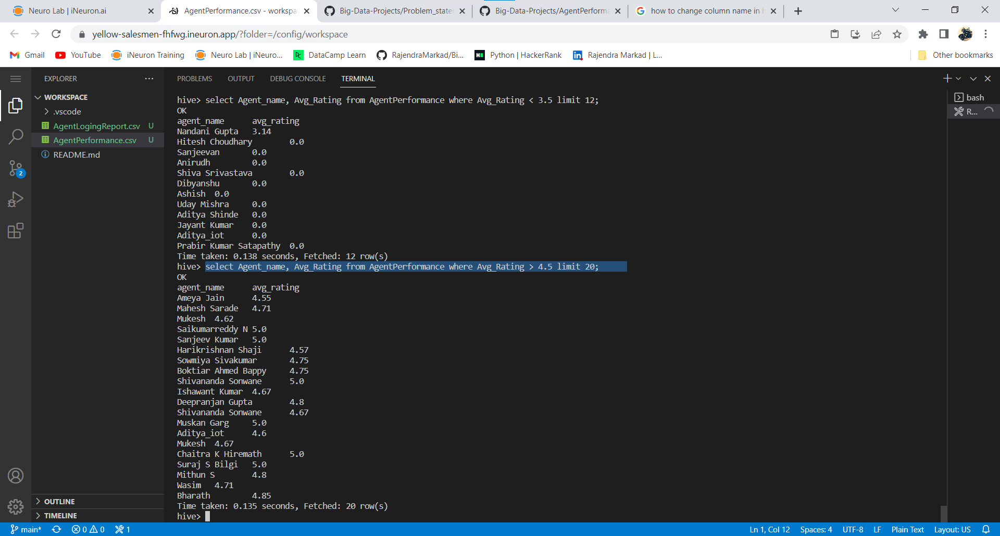 Neuro Lab | iNeuron.ai
AgentPerformance.csv - workspa
Big-Data-Projects/Problem_state
Big-Data-Projects/AgentPerforma
how to change column name in h
yellow-salesmen-fhfwg.ineuron.app/?folder=/config/workspace
Gmail
YouTube
iNeuron Training
Neuro Lab | iNeuro...
DataCamp Learn
RajendraMarkad/Bi...
Python | HackerRank
Rajendra Markad | L...
Other bookmarks
EXPLORER
WORKSPACE
.vscode
AgentLogingReport.csv U
AgentPerformance.csv U
README.md
2
OUTLINE
TIMELINE
PROBLEMS OUTPUT DEBUG CONSOLE TERMINAL
bash
R...
hive> select Agent_name, Avg_Rating from AgentPerformance where Avg_Rating < 3.5 limit 12;
OK
agent_name avg_rating
Nandani Gupta 3.14
Hitesh Choudhary 0.0
Sanjeevan 0.0
Anirudh 0.0
Shiva Srivastava 0.0
Dibyanshu 0.0
Ashish 0.0
Uday Mishra 0.0
Aditya Shinde 0.0
Jayant Kumar 0.0
Aditya_iot 0.0
Prabir Kumar Satapathy 0.0
Time taken: 0.138 seconds, Fetched: 12 row(s)
hive> select Agent_name, Avg_Rating from AgentPerformance where Avg_Rating > 4.5 limit 20;
OK
agent_name avg_rating
Ameya Jain 4.55
Mahesh Sarade 4.71
Mukesh 4.62
Saikumarreddy N 5.0
Sanjeev Kumar 5.0
Harikrishnan Shaji 4.57
Sowmiya Sivakumar 4.75
Boktiar Ahmed Bappy 4.75
Shivananda Sonwane 5.0
Ishawant Kumar 4.67
Deepranjan Gupta 4.8
Shivananda Sonwane 4.67
Muskan Garg 5.0
Aditya_iot 4.6
Mukesh 4.67
Chaitra K Hiremath 5.0
Suraj S Bilgi 5.0
Mithun S 4.8
Wasim 4.71
Bharath 4.85
Time taken: 0.135 seconds, Fetched: 20 row(s)
hive>
main* 0 0 1 Ln 1, Col 12 Spaces: 4 UTF-8 LF Plain Text Layout: US